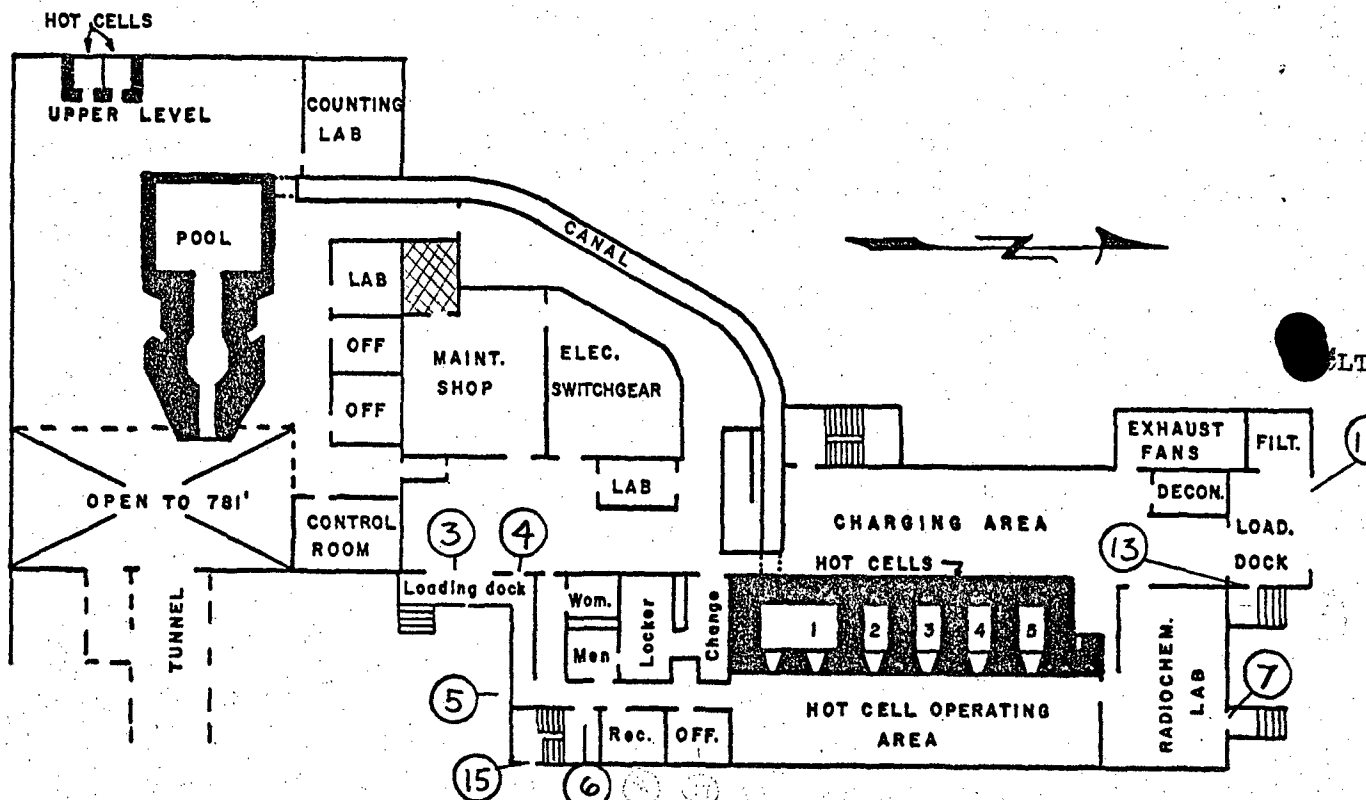 HOT CELLS
UPPER LEVEL
COUNTING
LAB
POOL
CANAL
N
LAB
OFF
OFF
MAINT.
SHOP
ELEC.
SWITCHGEAR
LAB
OPEN TO 781'
CONTROL
ROOM
TUNNEL
3
4
Loading dock
Wom.
Men
Locker
Change
EXHAUST
FANS
FILT.
DECON.
LOAD.
DOCK
CHARGING AREA
HOT CELLS
1
2
3
4
5
13
RADIOCHEM.
LAB
7
HOT CELL OPERATING
AREA
5
Rec.
OFF.
15
6